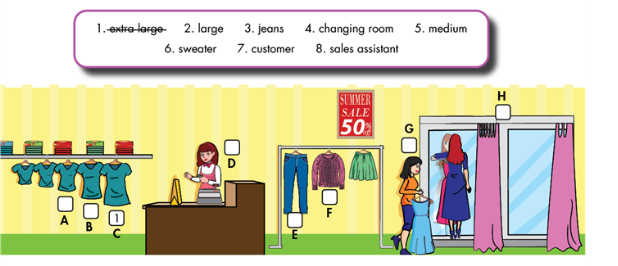 1. extra large 2. large 3. jeans 4. changing room 5. medium
6. sweater 7. customer 8. sales assistant
H
SUMMER
SALE
50% off
G
D
A
B
1
C
F
E